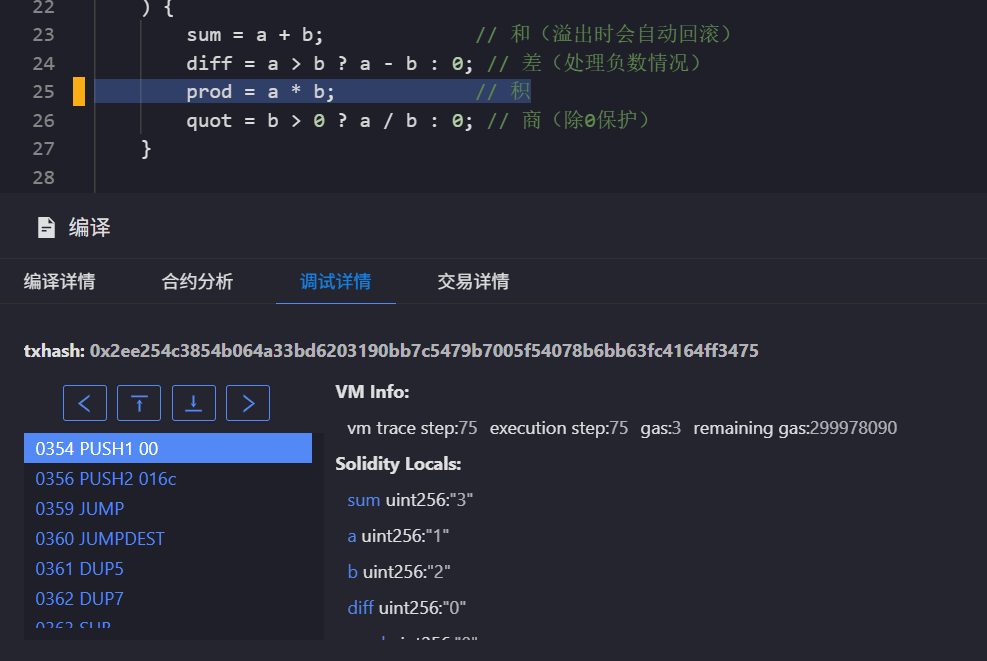 22 ) {
23 sum = a + b; // 和（溢出时会自动回滚）
24 diff = a > b ? a - b : 0; // 差（处理负数情况）
25 prod = a * b; // 积
26 quot = b > 0 ? a / b : 0; // 商（除0保护）
27 }
28
编译
编译详情 合约分析 调试详情 交易详情
txhash: 0x2ee254c3854b064a33bd6203190bb7c5479b7005f54078b6bb63fc4164ff3475
0354 PUSH1 00
0356 PUSH2 016c
0359 JUMP
0360 JUMPDEST
0361 DUP5
0362 DUP7
0363 SUB
VM Info:
vm trace step:75 execution step:75 gas:3 remaining gas:299978090
Solidity Locals:
sum uint256:"3"
a uint256:"1"
b uint256:"2"
diff uint256:"0"